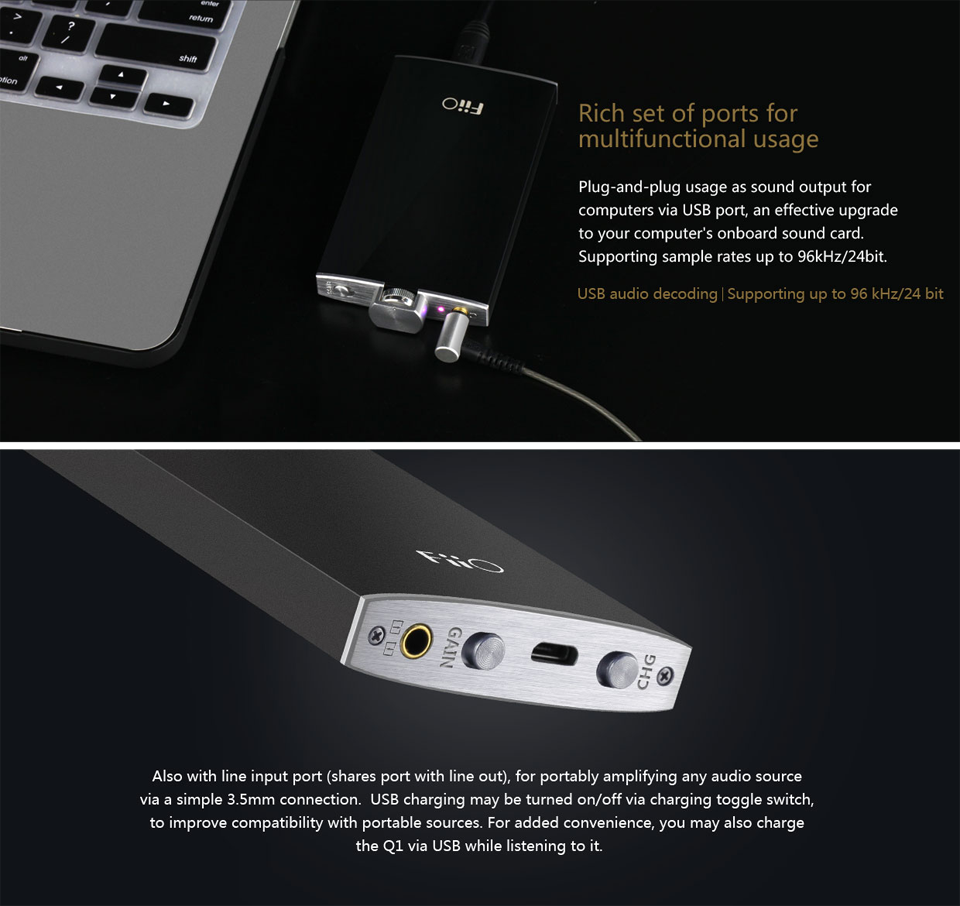 enter
return
shift
alt
option
>
.
?
/
FiiO
Rich set of ports for
multifunctional usage
Plug-and-plug usage as sound output for
computers via USB port, an effective upgrade
to your computer's onboard sound card.
Supporting sample rates up to 96kHz/24bit.
USB audio decoding | Supporting up to 96 kHz/24 bit
FiiO
GAIN
CHG
Also with line input port (shares port with line out), for portably amplifying any audio source
via a simple 3.5mm connection.  USB charging may be turned on/off via charging toggle switch,
to improve compatibility with portable sources. For added convenience, you may also charge
the Q1 via USB while listening to it.